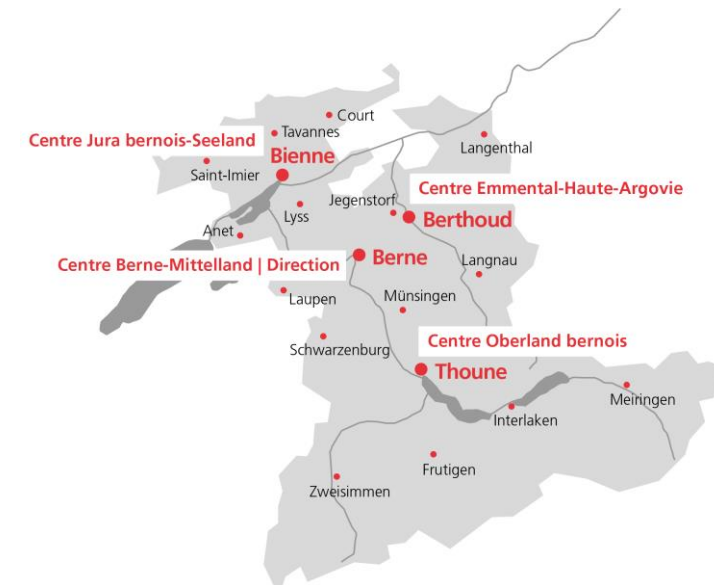 Court
Tavannes
Centre Jura bernois-Seeland
Langenthal
Bienne
Saint-Imier
Centre Emmental-Haute-Argovie
Jegenstorf
Lyss
Berthoud
Anet
Berne
Centre Berne-Mittelland | Direction
Langnau
Laupen
Münsingen
Centre Oberland bernois
Schwarzenburg
Thoune
Meiringen
Interlaken
Frutigen
Zweisimmen